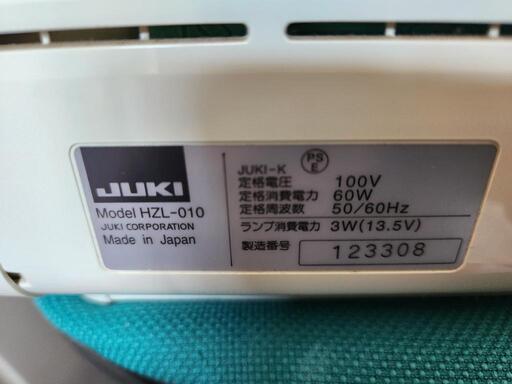 JUKI
Model HZL-010
JUKI CORPORATION
Made in Japan
JUKI-K
PS
E
定格電圧 100V
定格消費電力 60W
定格周波数 50/60Hz
ランプ消費電力 3W(13.5V)
製造番号 123308